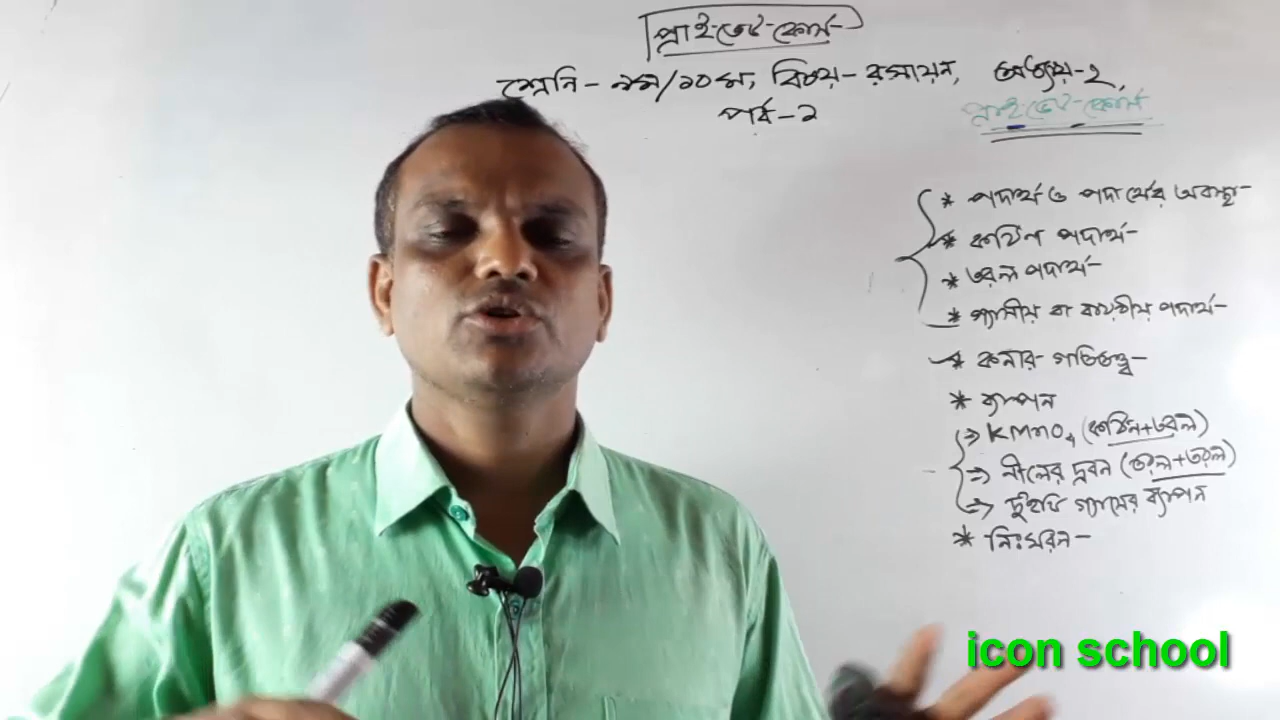 প্রাইভেট-কোর্স-
শ্রেনি- ৯ম/১০ম, বিষয়- রসায়ন, অধ্যায়-২,
পর্ব-১
প্রাইভেট-কোর্স
* পদার্থ ও পদার্থের অবস্থা-
* কঠিন পদার্থ-
* তরল পদার্থ-
* গ্যাসীয় বা বায়বীয় পদার্থ-
* কনার গতিতত্ত্ব-
* ব্যাপন
=> KMnO4 (কঠিন+তরল)
=> নীলের দ্রবন (তরল+তরল)
=> দুইটি গ্যাসের ব্যাপন
* নিঃসরন-
icon school